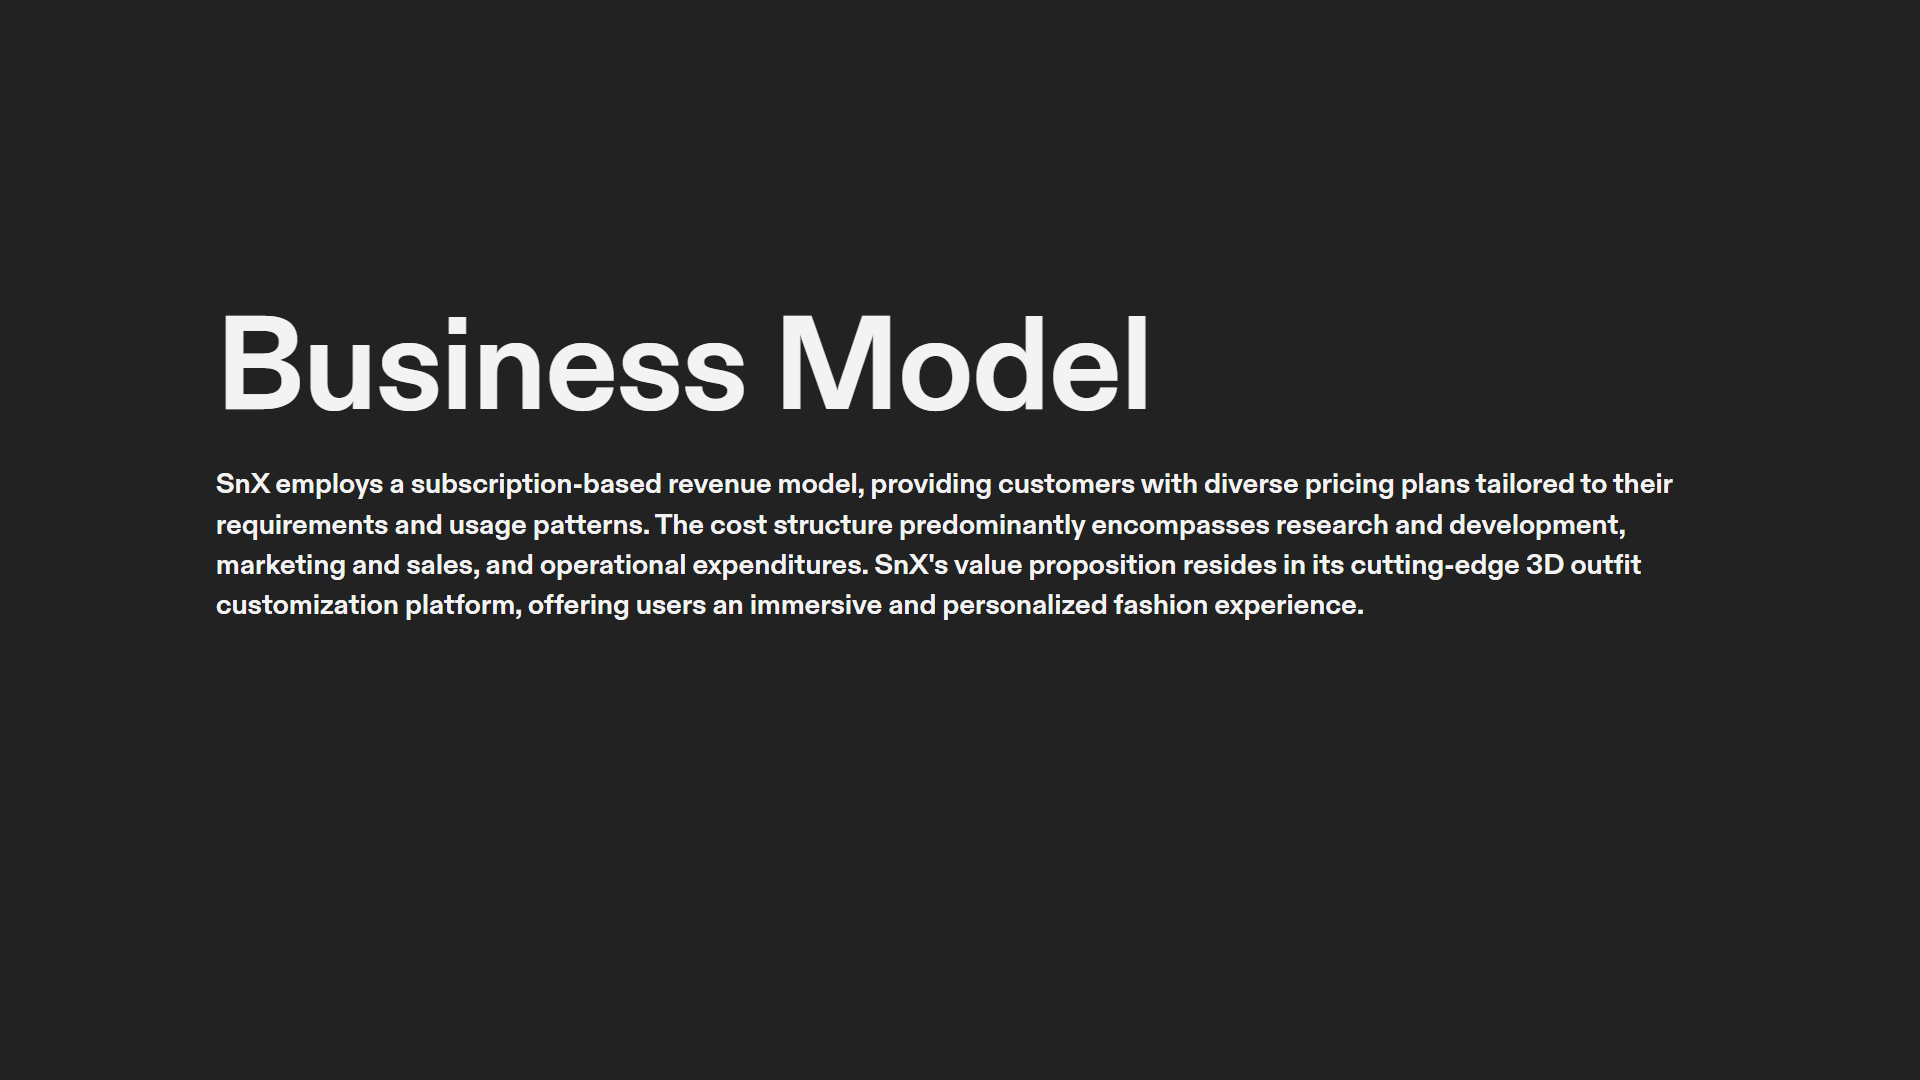 Business Model
SnX employs a subscription-based revenue model, providing customers with diverse pricing plans tailored to their
requirements and usage patterns. The cost structure predominantly encompasses research and development,
marketing and sales, and operational expenditures. SnX's value proposition resides in its cutting-edge 3D outfit
customization platform, offering users an immersive and personalized fashion experience.